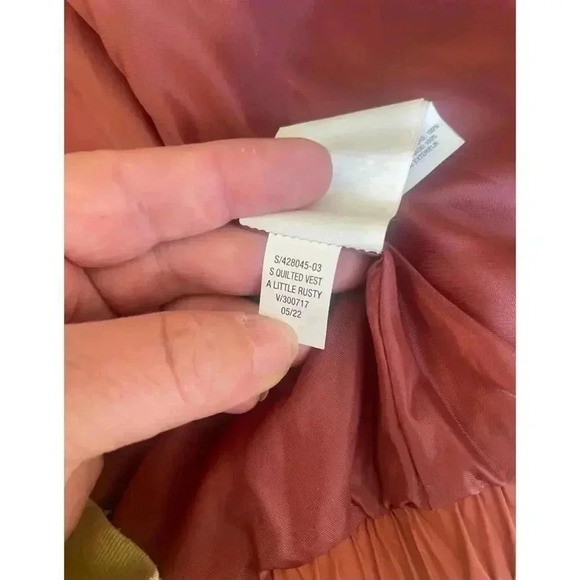 S/428045-03
S QUILTED VEST
A LITTLE RUSTY
V/300717
05/22